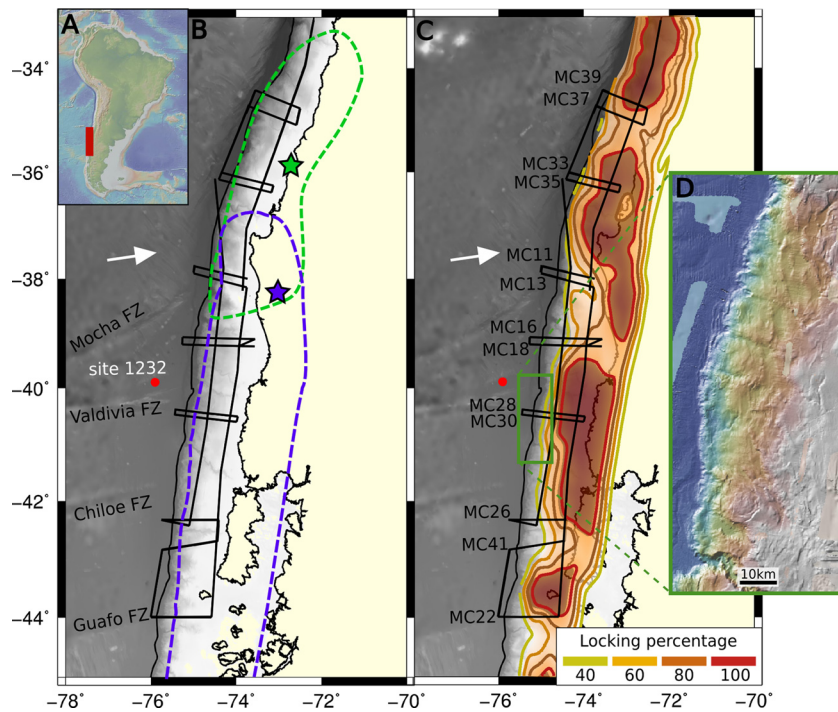 A
B
C
D
−34˚
−36˚
−38˚
−40˚
−42˚
−44˚
Mocha FZ
site 1232
Valdivia FZ
Chiloe FZ
Guafo FZ
MC39
MC37
MC33
MC35
MC11
MC13
MC16
MC18
MC28
MC30
MC26
MC41
MC22
10km
Locking percentage
40 60 80 100
−78˚ −76˚ −74˚ −72˚ −70˚ −76˚ −74˚ −72˚ −70˚